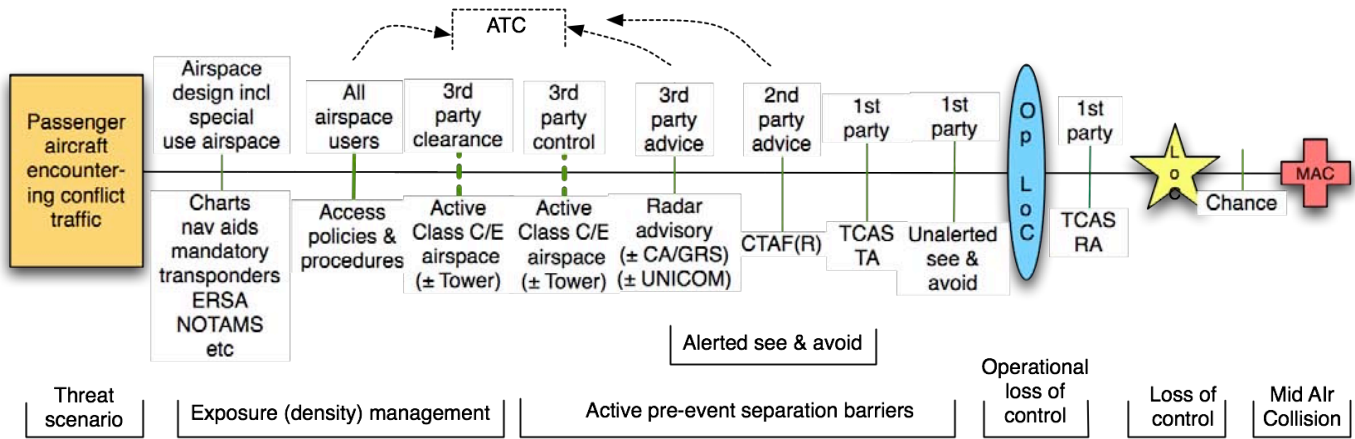 ATC
Passenger
aircraft
encounter-
ing conflict
traffic
Airspace
design incl
special
use airspace
All
airspace
users
3rd
party
clearance
3rd
party
control
3rd
party
advice
2nd
party
advice
1st
party
1st
party
Op LoC
1st
party
LoC
MAC
Charts
nav aids
mandatory
transponders
ERSA
NOTAMS
etc
Access
policies &
procedures
Active
Class C/E
airspace
(± Tower)
Active
Class C/E
airspace
(± Tower)
Radar
advisory
(± CA/GRS)
(± UNICOM)
CTAF(R)
TCAS
TA
Unalerted
see &
avoid
TCAS
RA
Chance
Alerted see & avoid
Threat
scenario
Exposure (density) management
Active pre-event separation barriers
Operational
loss of
control
Loss of
control
Mid AIr
Collision